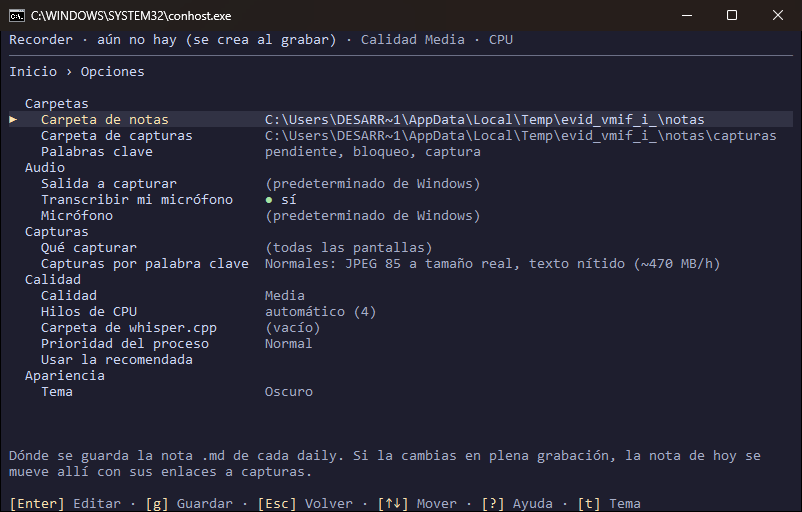 C:\WINDOWS\SYSTEM32\conhost.exe
Recorder · aún no hay (se crea al grabar) · Calidad Media · CPU
Inicio › Opciones
Carpetas
► Carpeta de notas C:\Users\DESARR~1\AppData\Local\Temp\evid_vmif_i_\notas
Carpeta de capturas C:\Users\DESARR~1\AppData\Local\Temp\evid_vmif_i_\notas\capturas
Palabras clave pendiente, bloqueo, captura
Audio
Salida a capturar (predeterminado de Windows)
Transcribir mi micrófono ● sí
Micrófono (predeterminado de Windows)
Capturas
Qué capturar (todas las pantallas)
Capturas por palabra clave Normales: JPEG 85 a tamaño real, texto nítido (~470 MB/h)
Calidad
Calidad Media
Hilos de CPU automático (4)
Carpeta de whisper.cpp (vacío)
Prioridad del proceso Normal
Usar la recomendada
Apariencia
Tema Oscuro
Dónde se guarda la nota .md de cada daily. Si la cambias en plena grabación, la nota de hoy se
mueve allí con sus enlaces a capturas.
[Enter] Editar · [g] Guardar · [Esc] Volver · [↑↓] Mover · [?] Ayuda · [t] Tema